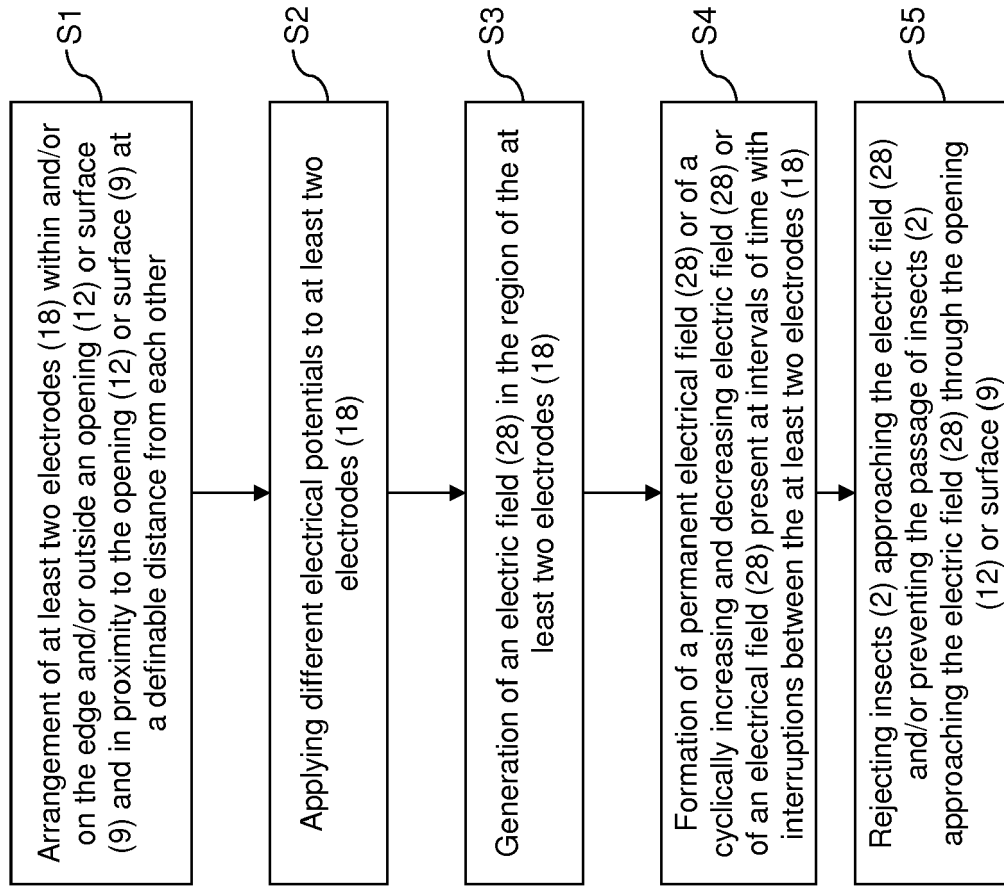 Arrangement of at least two electrodes (18) within and/or
on the edge and/or outside an opening (12) or surface
(9) and in proximity to the opening (12) or surface (9) at
a definable distance from each other
S1
Applying different electrical potentials to at least two
electrodes (18)
S2
Generation of an electric field (28) in the region of the at
least two electrodes (18)
S3
Formation of a permanent electrical field (28) or of a
cyclically increasing and decreasing electric field (28) or
of an electrical field (28) present at intervals of time with
interruptions between the at least two electrodes (18)
S4
Rejecting insects (2) approaching the electric field (28)
and/or preventing the passage of insects (2)
approaching the electric field (28) through the opening
(12) or surface (9)
S5